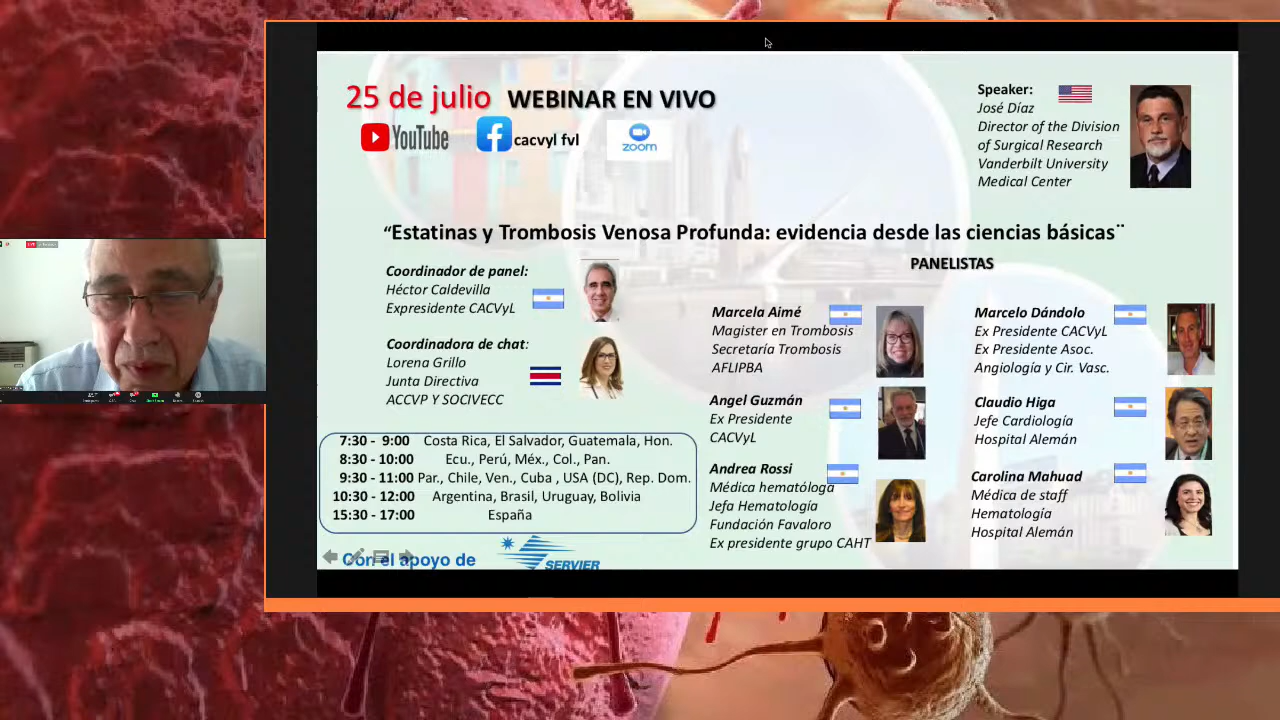 25 de julio WEBINAR EN VIVO
YouTube
cacvyl fvl
zoom
Speaker:
José Díaz
Director of the Division
of Surgical Research
Vanderbilt University
Medical Center
“Estatinas y Trombosis Venosa Profunda: evidencia desde las ciencias básicas¨
PANELISTAS
Coordinador de panel:
Héctor Caldevilla
Expresidente CACVyL
Coordinadora de chat:
Lorena Grillo
Junta Directiva
ACCVP Y SOCIVECC
Marcela Aimé
Magister en Trombosis
Secretaría Trombosis
AFLIPBA
Angel Guzmán
Ex Presidente
CACVyL
Andrea Rossi
Médica hematóloga
Jefa Hematología
Fundación Favaloro
Ex presidente grupo CAHT
Marcelo Dándolo
Ex Presidente CACVyL
Ex Presidente Asoc.
Angiología y Cir. Vasc.
Claudio Higa
Jefe Cardiología
Hospital Alemán
Carolina Mahuad
Médica de staff
Hematología
Hospital Alemán
7:30 - 9:00 Costa Rica, El Salvador, Guatemala, Hon.
8:30 - 10:00 Ecu., Perú, Méx., Col., Pan.
9:30 - 11:00 Par., Chile, Ven., Cuba , USA (DC), Rep. Dom.
10:30 - 12:00 Argentina, Brasil, Uruguay, Bolivia
15:30 - 17:00 España
Con el apoyo de
SERVIER